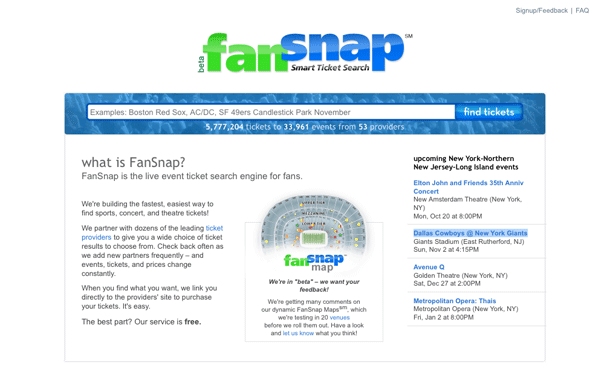 Signup/Feedback | FAQ
beta
fansnap SM
Smart Ticket Search
Examples: Boston Red Sox, AC/DC, SF 49ers Candlestick Park November
find tickets
5,777,204 tickets to 33,961 events from 53 providers
what is FanSnap?
FanSnap is the live event ticket search engine for fans.
We're building the fastest, easiest way to
find sports, concert, and theatre tickets!
We partner with dozens of the leading ticket
providers to give you a wide choice of ticket
results to choose from. Check back often as
we add new partners frequently – and
events, tickets, and prices change
constantly.
When you find what you want, we link you
directly to the providers' site to purchase
your tickets. It's easy.
The best part? Our service is free.
fansnap
map
We're in "beta" – we want your
feedback!
We're getting many comments on
our dynamic FanSnap Maps(SM), which
we're testing in 20 venues
before we roll them out. Have a look
and let us know what you think!
upcoming New York-Northern
New Jersey-Long Island events
Elton John and Friends 35th Anniv
Concert
New Amsterdam Theatre (New York,
NY)
Mon, Oct 20 at 8:00PM
Dallas Cowboys @ New York Giants
Giants Stadium (East Rutherford, NJ)
Sun, Nov 2 at 4:15PM
Avenue Q
Golden Theatre (New York, NY)
Sat, Dec 27 at 2:00PM
Metropolitan Opera: Thais
Metropolitan Opera (New York, NY)
Fri, Jan 2 at 8:00PM